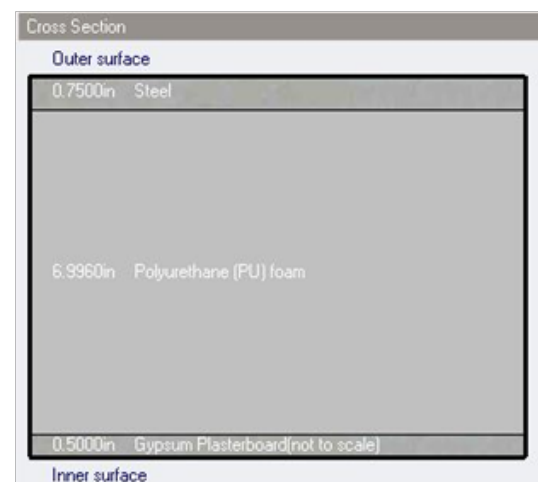 Cross Section
Outer surface
0.7500in Steel
6.9960in Polyurethane (PU) foam
0.5000in Gypsum Plasterboard(not to scale)
Inner surface